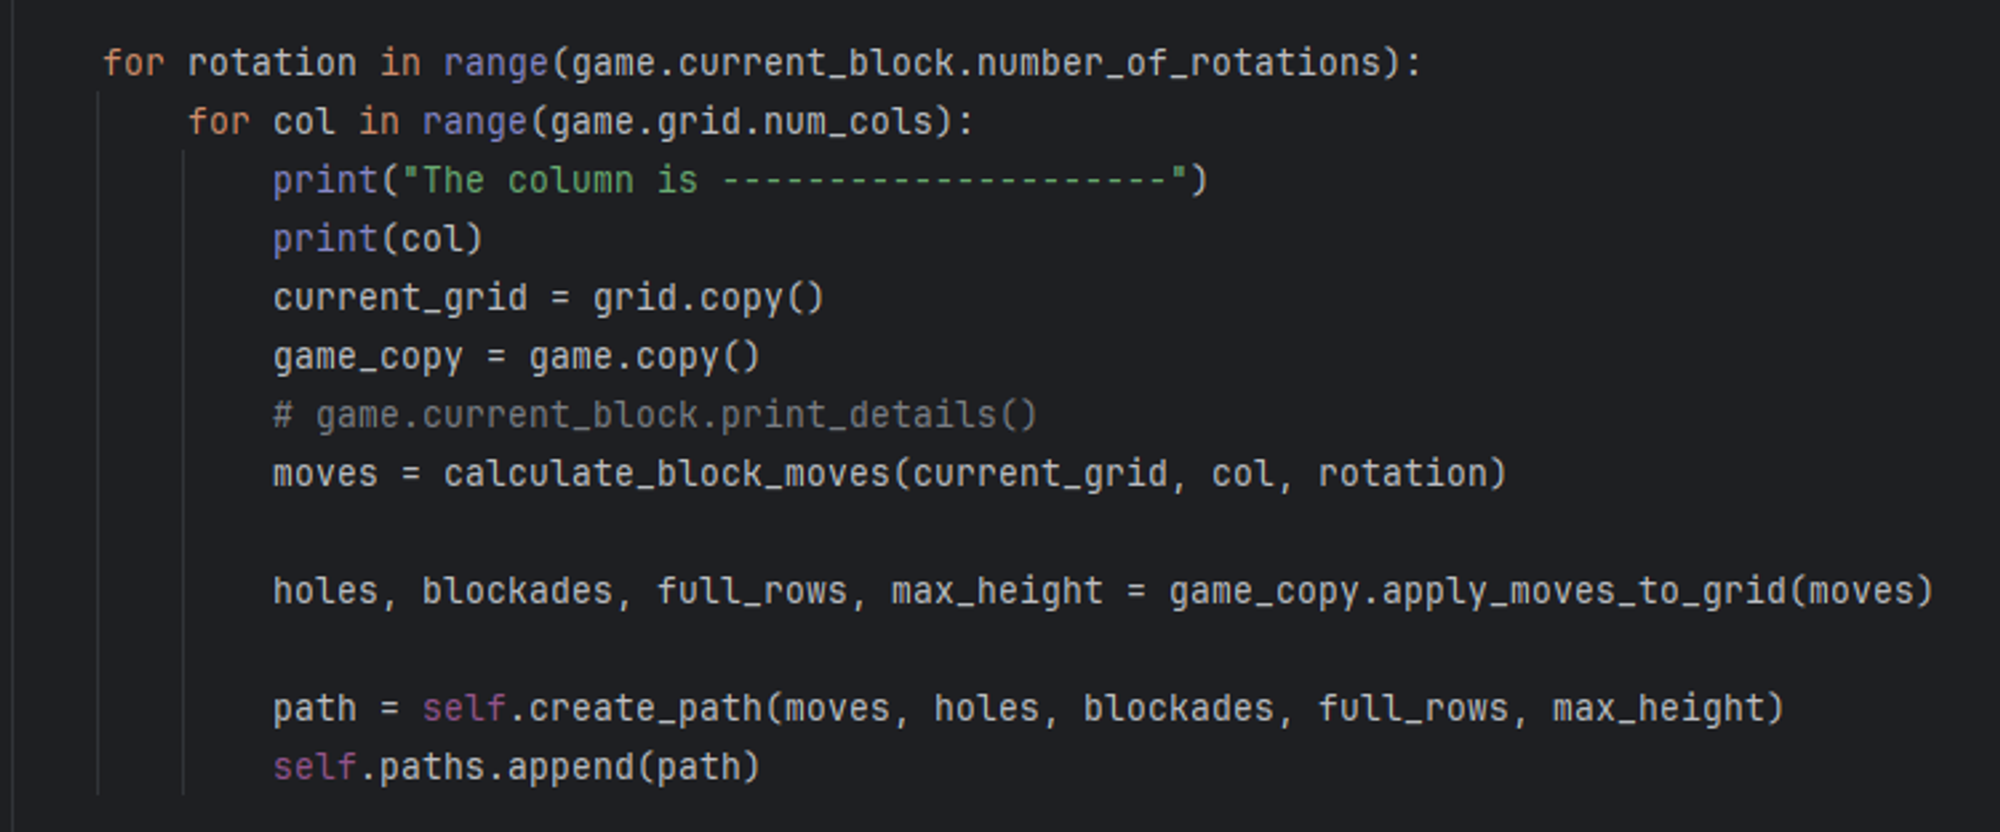 for rotation in range(game.current_block.number_of_rotations):
    for col in range(game.grid.num_cols):
        print("The column is ---------------------")
        print(col)
        current_grid = grid.copy()
        game_copy = game.copy()
        # game.current_block.print_details()
        moves = calculate_block_moves(current_grid, col, rotation)

        holes, blockades, full_rows, max_height = game_copy.apply_moves_to_grid(moves)

        path = self.create_path(moves, holes, blockades, full_rows, max_height)
        self.paths.append(path)